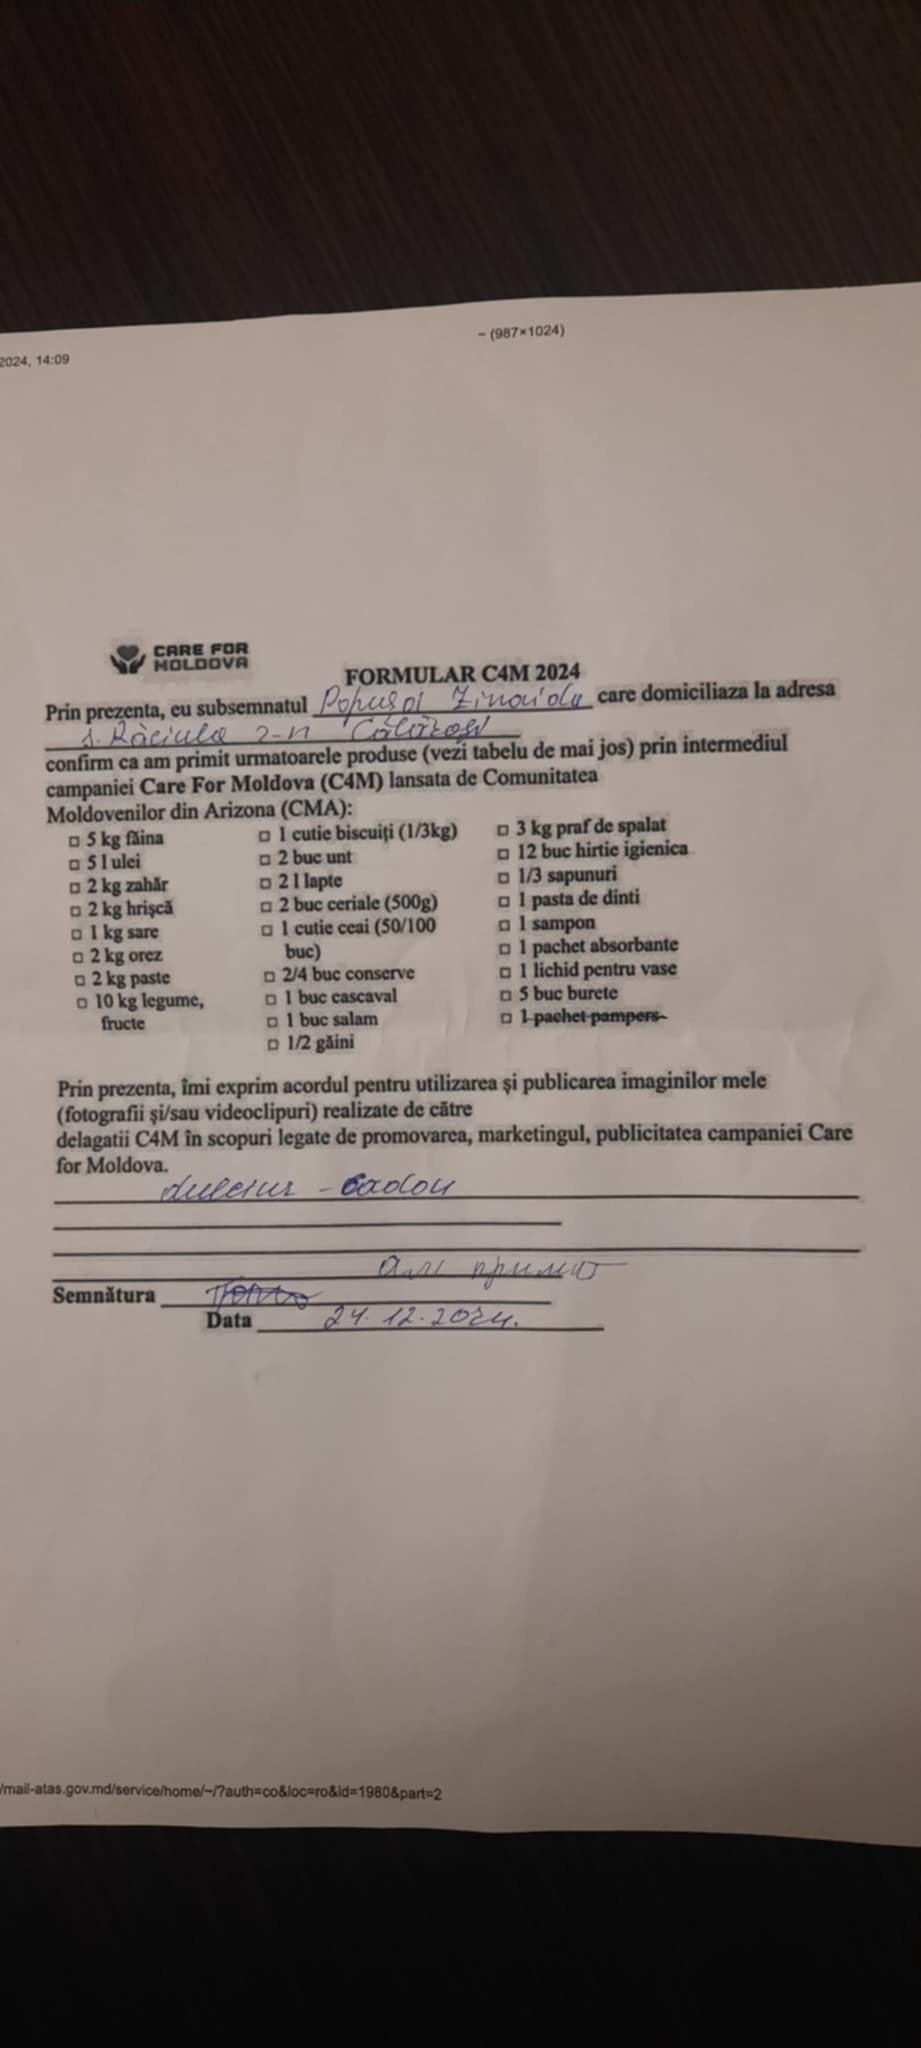 2024, 14:09
~ (987×1024)
CARE FOR
MOLDOVA
FORMULAR C4M 2024
Prin prezenta, eu subsemnatul Popușoi Zinaida care domiciliaza la adresa
s. Răciula r-n Călărași
confirm ca am primit urmatoarele produse (vezi tabelu de mai jos) prin intermediul
campaniei Care For Moldova (C4M) lansata de Comunitatea
Moldovenilor din Arizona (CMA):
5 kg făina
5 l ulei
2 kg zahăr
2 kg hrișcă
1 kg sare
2 kg orez
2 kg paste
10 kg legume,
fructe
1 cutie biscuiți (1/3kg)
2 buc unt
2 l lapte
2 buc ceriale (500g)
1 cutie ceai (50/100
buc)
2/4 buc conserve
1 buc cascaval
1 buc salam
1/2 găini
3 kg praf de spalat
12 buc hirtie igienica
1/3 sapunuri
1 pasta de dinti
1 sampon
1 pachet absorbante
1 lichid pentru vase
5 buc burete
1 pachet pampers
Prin prezenta, îmi exprim acordul pentru utilizarea și publicarea imaginilor mele
(fotografii și/sau videoclipuri) realizate de către
delagatii C4M în scopuri legate de promovarea, marketingul, publicitatea campaniei Care
for Moldova.
dulciur - cadou
ам примит
Semnătura
Data 24.12.2024.
/mail-atas.gov.md/service/home/~/?auth=co&loc=ro&id=1980&part=2